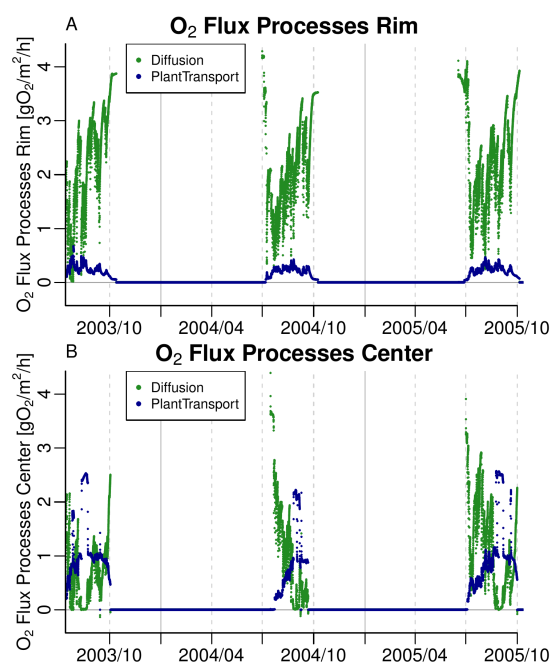 A
O2 Flux Processes Rim
Diffusion
PlantTransport
O2 Flux Processes Rim [gO2/m2/h]
4
3
2
1
0
2003/10 2004/04 2004/10 2005/04 2005/10
B
O2 Flux Processes Center
Diffusion
PlantTransport
O2 Flux Processes Center [gO2/m2/h]
4
3
2
1
0
2003/10 2004/04 2004/10 2005/04 2005/10